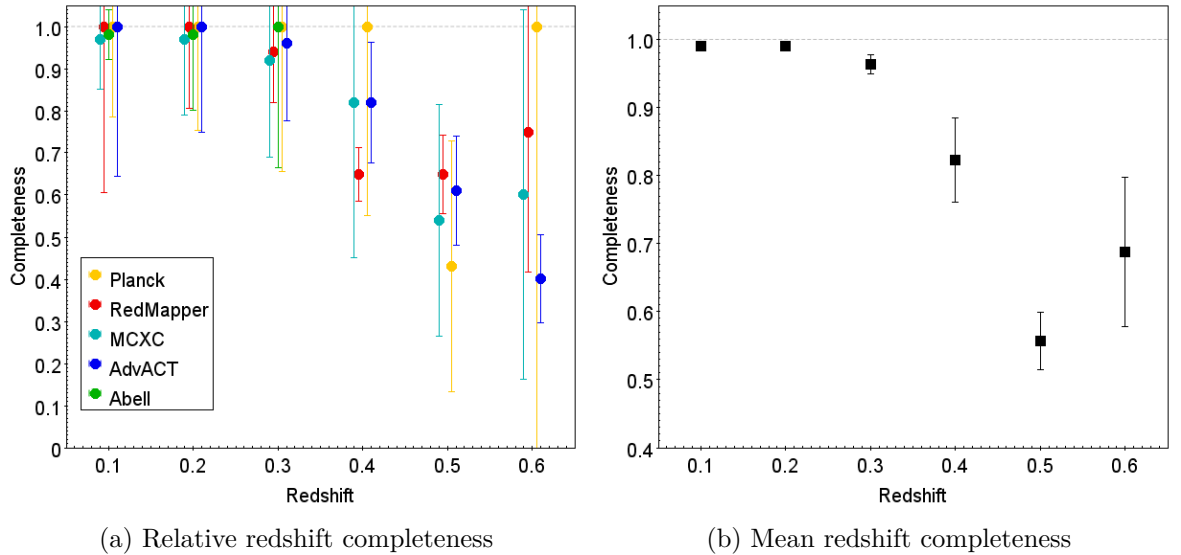 1.0
0.9
0.8
0.7
0.6
0.5
0.4
0.3
0.2
0.1
0
Completeness
Planck
RedMapper
MCXC
AdvACT
Abell
0.1 0.2 0.3 0.4 0.5 0.6
Redshift
(a) Relative redshift completeness
1.0
0.9
0.8
0.7
0.6
0.5
0.4
Completeness
0.1 0.2 0.3 0.4 0.5 0.6
Redshift
(b) Mean redshift completeness